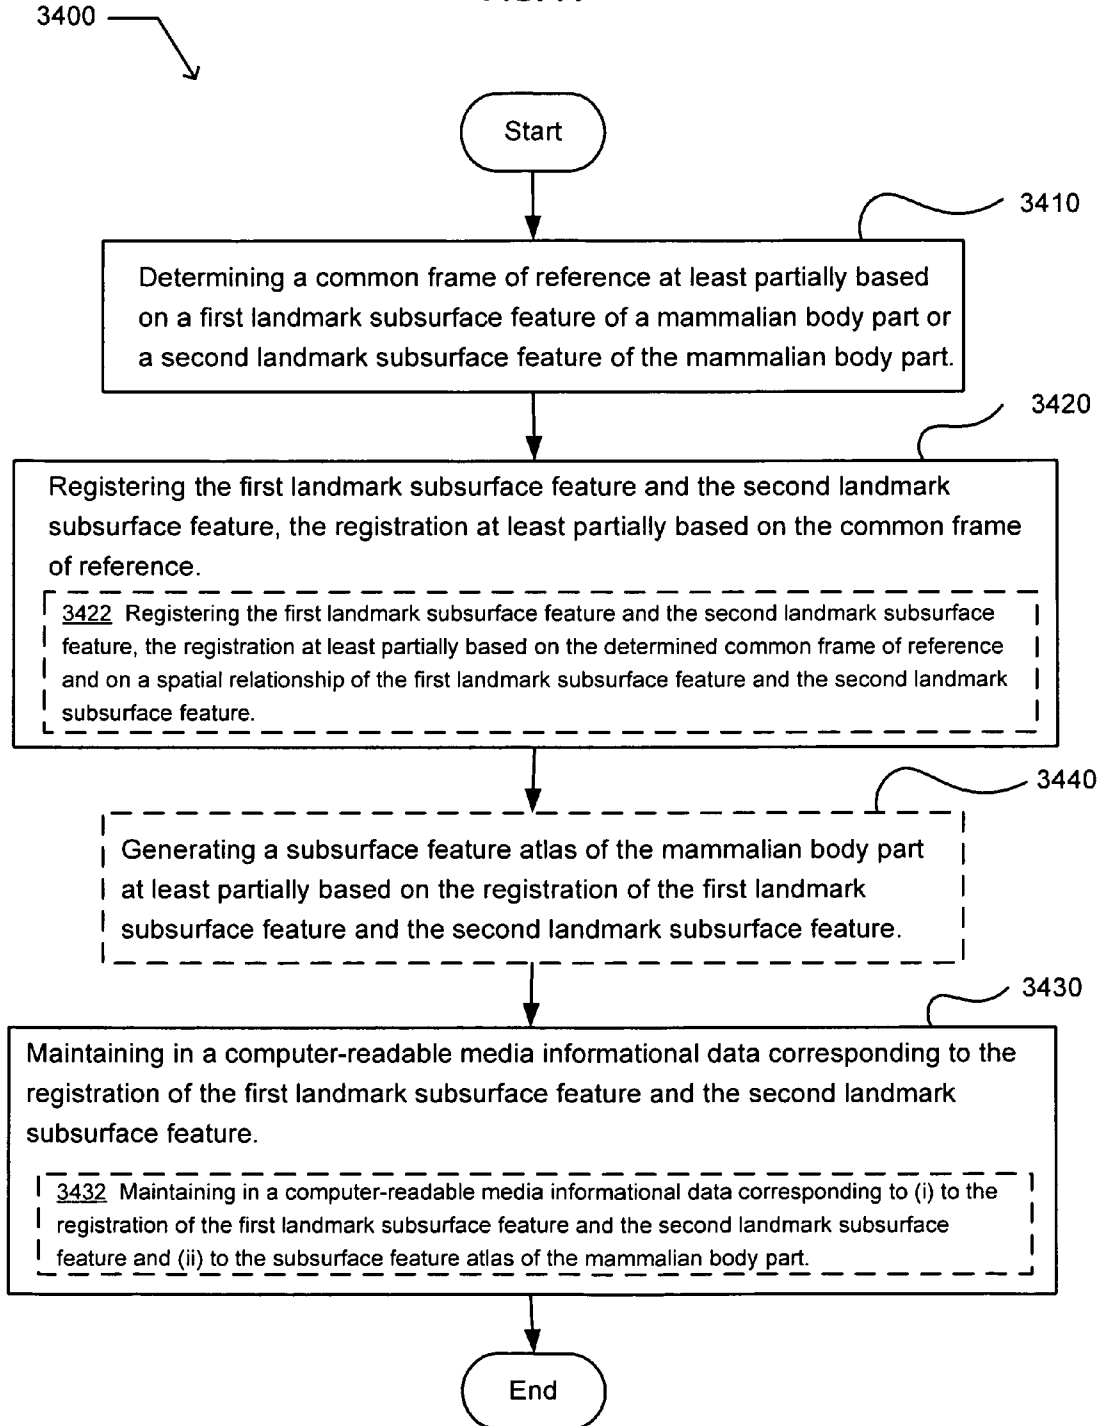 3400
Start
3410
Determining a common frame of reference at least partially based
on a first landmark subsurface feature of a mammalian body part or
a second landmark subsurface feature of the mammalian body part.
3420
Registering the first landmark subsurface feature and the second landmark
subsurface feature, the registration at least partially based on the common frame
of reference.
3422 Registering the first landmark subsurface feature and the second landmark subsurface
feature, the registration at least partially based on the determined common frame of reference
and on a spatial relationship of the first landmark subsurface feature and the second landmark
subsurface feature.
3440
Generating a subsurface feature atlas of the mammalian body part
at least partially based on the registration of the first landmark
subsurface feature and the second landmark subsurface feature.
3430
Maintaining in a computer-readable media informational data corresponding to the
registration of the first landmark subsurface feature and the second landmark
subsurface feature.
3432 Maintaining in a computer-readable media informational data corresponding to (i) to the
registration of the first landmark subsurface feature and the second landmark subsurface
feature and (ii) to the subsurface feature atlas of the mammalian body part.
End